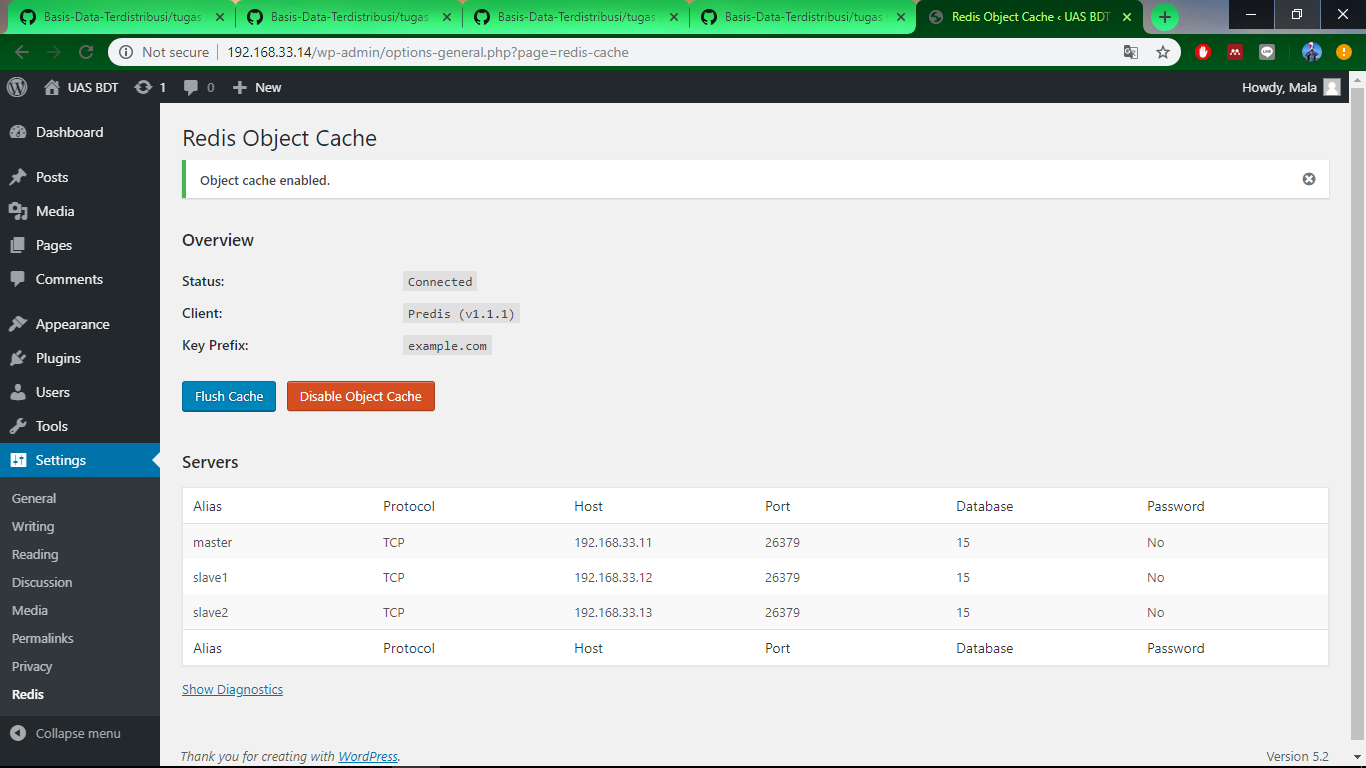 Basis-Data-Terdistribusi/tugas
Basis-Data-Terdistribusi/tugas
Basis-Data-Terdistribusi/tugas
Basis-Data-Terdistribusi/tugas
Redis Object Cache ‹ UAS BDT
Not secure
192.168.33.14/wp-admin/options-general.php?page=redis-cache
UAS BDT 1 0 New
Howdy, Mala
Dashboard
Posts
Media
Pages
Comments
Appearance
Plugins
Users
Tools
Settings
General
Writing
Reading
Discussion
Media
Permalinks
Privacy
Redis
Collapse menu
Redis Object Cache
Object cache enabled.
Overview
Status: Connected
Client: Predis (v1.1.1)
Key Prefix: example.com
Flush Cache
Disable Object Cache
Servers
Alias Protocol Host Port Database Password
master TCP 192.168.33.11 26379 15 No
slave1 TCP 192.168.33.12 26379 15 No
slave2 TCP 192.168.33.13 26379 15 No
Alias Protocol Host Port Database Password
Show Diagnostics
Thank you for creating with WordPress.
Version 5.2